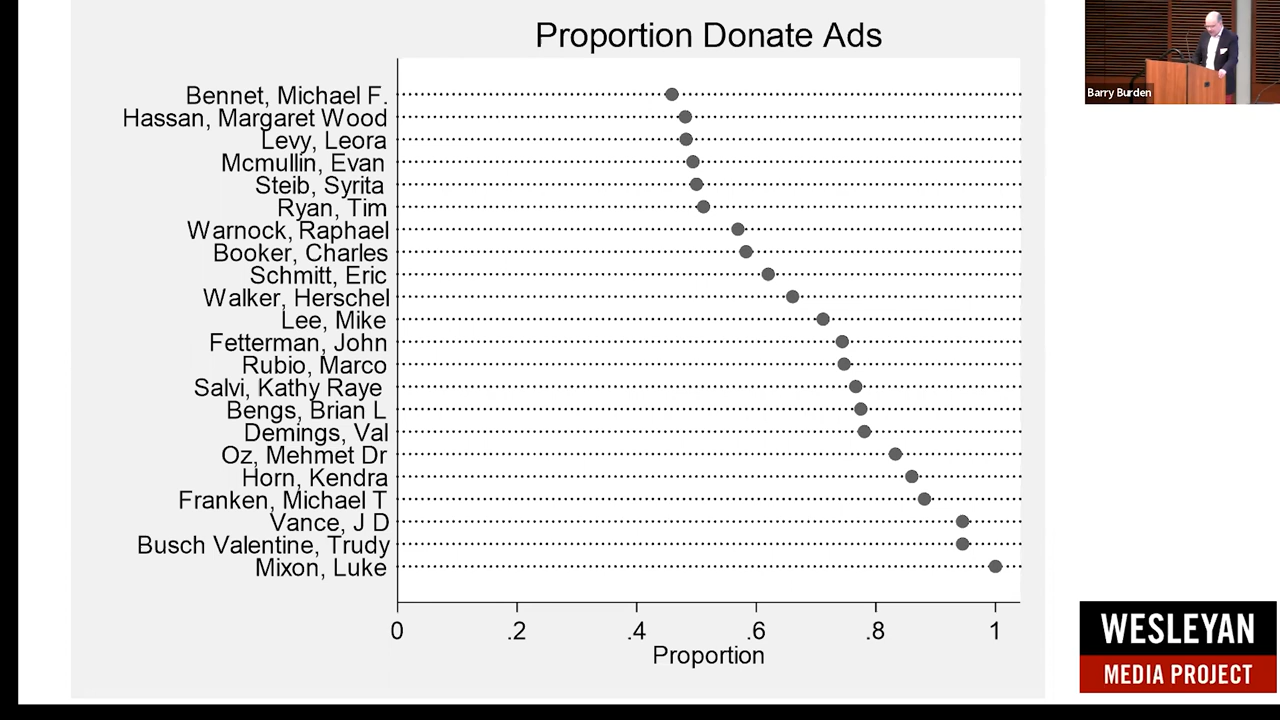 Proportion Donate Ads
Bennet, Michael F.
Hassan, Margaret Wood
Levy, Leora
Mcmullin, Evan
Steib, Syrita
Ryan, Tim
Warnock, Raphael
Booker, Charles
Schmitt, Eric
Walker, Herschel
Lee, Mike
Fetterman, John
Rubio, Marco
Salvi, Kathy Raye
Bengs, Brian L
Demings, Val
Oz, Mehmet Dr
Horn, Kendra
Franken, Michael T
Vance, J D
Busch Valentine, Trudy
Mixon, Luke
0 .2 .4 .6 .8 1
Proportion
Barry Burden
WESLEYAN
MEDIA PROJECT